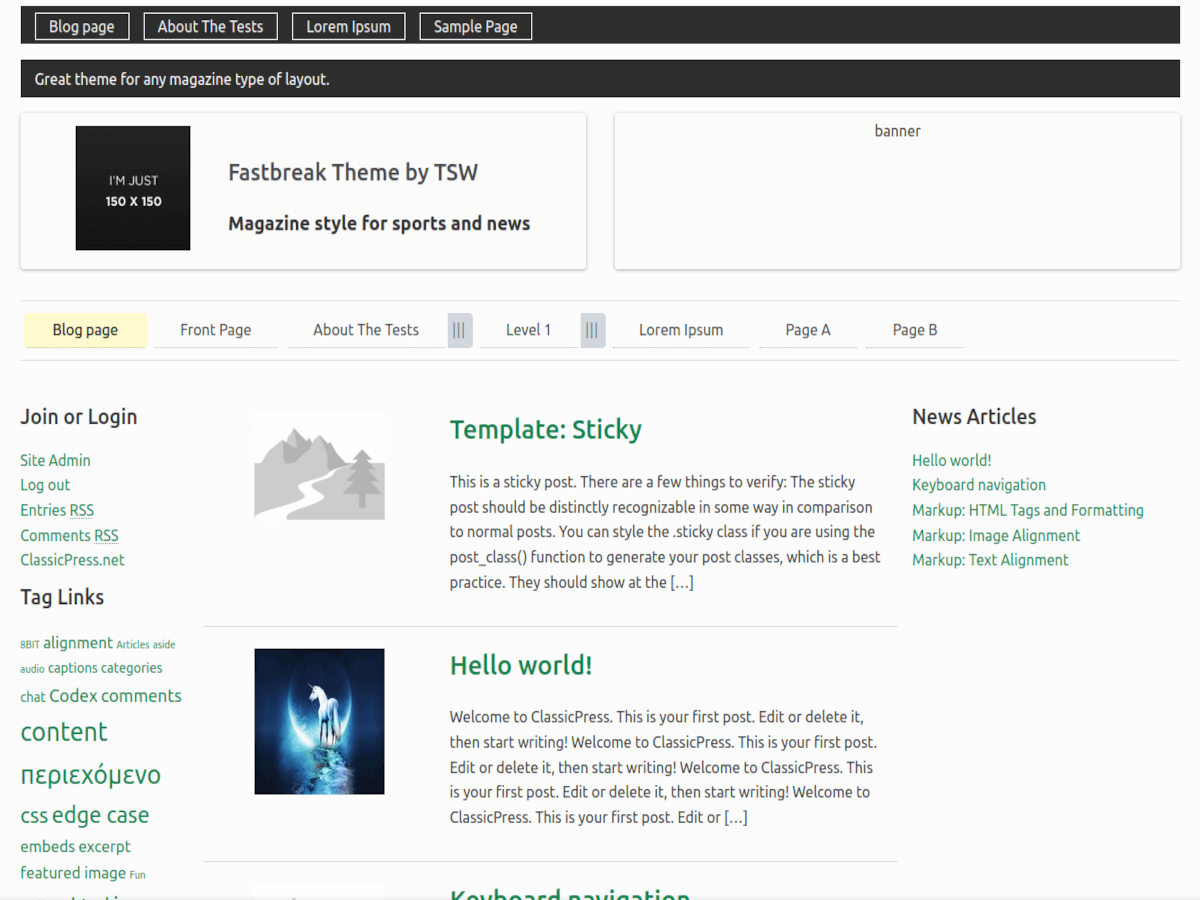 Blog page About The Tests Lorem Ipsum Sample Page
Great theme for any magazine type of layout.
I'M JUST
150 X 150
Fastbreak Theme by TSW
Magazine style for sports and news
banner
Blog page Front Page About The Tests ||| Level 1 ||| Lorem Ipsum Page A Page B
Join or Login
Site Admin
Log out
Entries RSS
Comments RSS
ClassicPress.net
Tag Links
8BIT alignment Articles aside
audio captions categories
chat Codex comments
content
περιεχόμενο
css edge case
embeds excerpt
featured image Fun
Template: Sticky
This is a sticky post. There are a few things to verify: The sticky
post should be distinctly recognizable in some way in comparison
to normal posts. You can style the .sticky class if you are using the
post_class() function to generate your post classes, which is a best
practice. They should show at the […]
Hello world!
Welcome to ClassicPress. This is your first post. Edit or delete it,
then start writing! Welcome to ClassicPress. This is your first post.
Edit or delete it, then start writing! Welcome to ClassicPress. This
is your first post. Edit or delete it, then start writing! Welcome to
ClassicPress. This is your first post. Edit or […]
Keyboard navigation
News Articles
Hello world!
Keyboard navigation
Markup: HTML Tags and Formatting
Markup: Image Alignment
Markup: Text Alignment